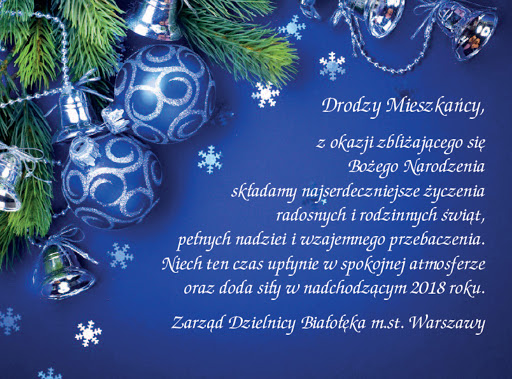 Drodzy Mieszkańcy,
z okazji zbliżającego się
Bożego Narodzenia
składamy najserdeczniejsze życzenia
radosnych i rodzinnych świąt,
pełnych nadziei i wzajemnego przebaczenia.
Niech ten czas upłynie w spokojnej atmosferze
oraz doda siły w nadchodzącym 2018 roku.
Zarząd Dzielnicy Białołęka m.st. Warszawy